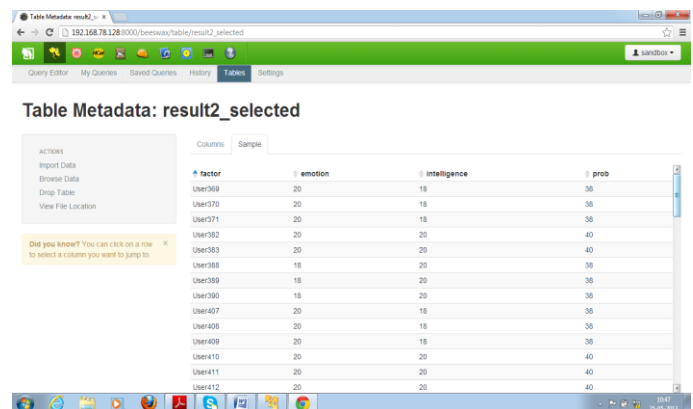 Table Metadata: result2_s
192.168.78.128:8000/beeswax/table/result2_selected
sandbox
Query Editor My Queries Saved Queries History Tables Settings
Table Metadata: result2_selected
ACTIONS
Import Data
Browse Data
Drop Table
View File Location
Did you know? You can click on a row
to select a column you want to jump to.
Columns Sample
factor emotion intelligence prob
User369 20 18 38
User370 20 18 38
User371 20 18 38
User382 20 20 40
User383 20 20 40
User388 18 20 38
User389 18 20 38
User390 18 20 38
User407 20 18 38
User408 20 18 38
User409 20 18 38
User410 20 20 40
User411 20 20 40
User412 20 20 40
10:47